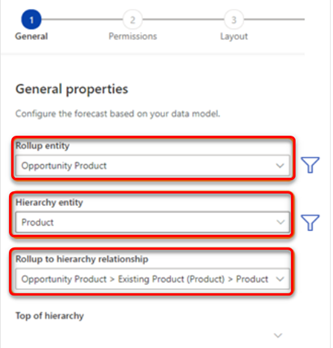 1 2 3
General Permissions Layout
General properties
Configure the forecast based on your data model.
Rollup entity
Opportunity Product
Hierarchy entity
Product
Rollup to hierarchy relationship
Opportunity Product > Existing Product (Product) > Product
Top of hierarchy